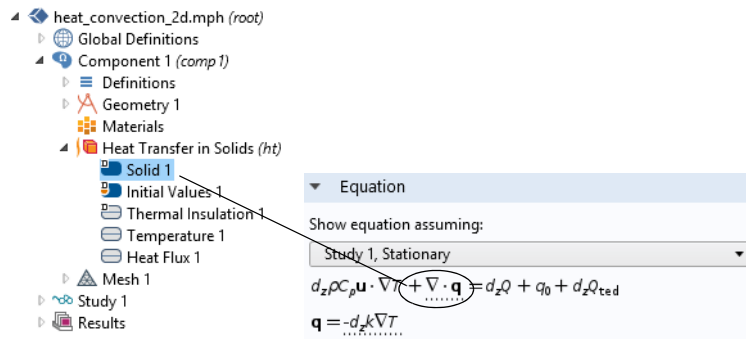 heat_convection_2d.mph (root)
Global Definitions
Component 1 (comp1)
Definitions
Geometry 1
Materials
Heat Transfer in Solids (ht)
Solid 1
Initial Values 1
Thermal Insulation 1
Temperature 1
Heat Flux 1
Mesh 1
Study 1
Results
Equation
Show equation assuming:
Study 1, Stationary
d_zρC_pu · ∇T + ∇ · q = d_zQ + q_0 + d_zQ_ted
q = -d_zk∇T